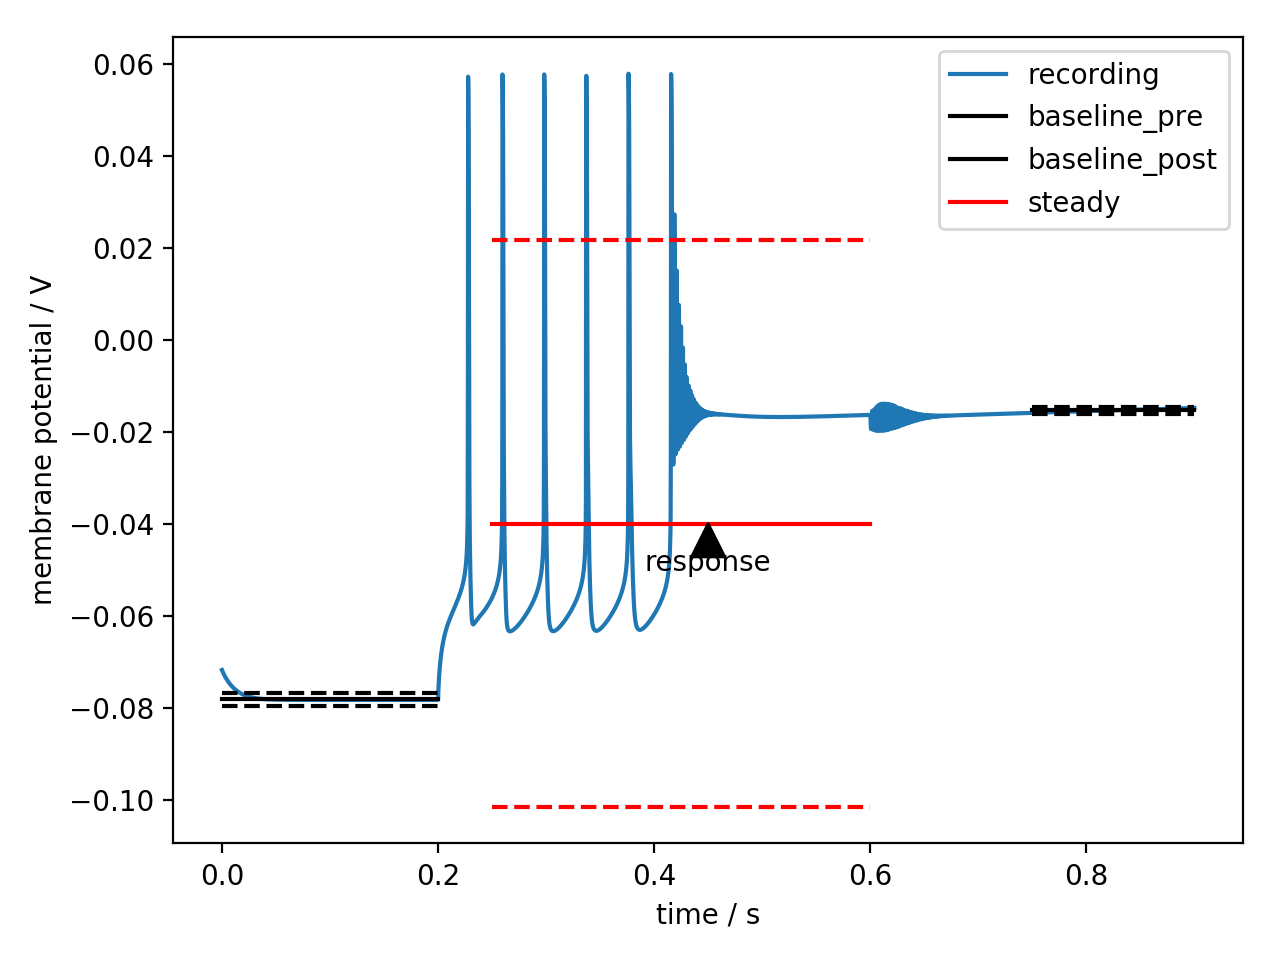 0.06
0.04
0.02
0.00
−0.02
−0.04
−0.06
−0.08
−0.10
membrane potential / V
recording
baseline_pre
baseline_post
steady
response
0.0 0.2 0.4 0.6 0.8
time / s